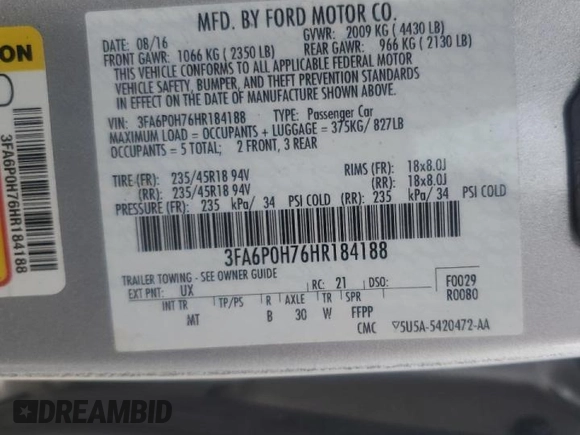 MFD. BY FORD MOTOR CO.
DATE: 08/16 GVWR: 2009 KG ( 4430 LB)
FRONT GAWR: 1066 KG ( 2350 LB) REAR GAWR: 966 KG ( 2130 LB)
THIS VEHICLE CONFORMS TO ALL APPLICABLE FEDERAL MOTOR
VEHICLE SAFETY, BUMPER, AND THEFT PREVENTION STANDARDS
IN EFFECT ON THE DATE OF MANUFACTURE SHOWN ABOVE.
VIN: 3FA6P0H76HR184188 TYPE: Passenger Car
MAXIMUM LOAD = OCCUPANTS + LUGGAGE = 375KG/ 827LB
OCCUPANTS = 5 TOTAL; 2 FRONT, 3 REAR
TIRE (FR): 235/45R18 94V RIMS (FR): 18x8.0J
(RR): 235/45R18 94V (RR): 18x8.0J
PRESSURE (FR): 235 kPa/ 34 PSI COLD (RR): 235 kPa/ 34 PSI COLD
3FA6P0H76HR184188
TRAILER TOWING - SEE OWNER GUIDE
EXT PNT: UX RC: 21 DSO: F0029
INT TR TP/PS R AXLE TR SPR R0080
MT B 30 W FFPP
CMC 5U5A-5420472-AA
ON
3FA6P0H76HR184188
DREAMBID